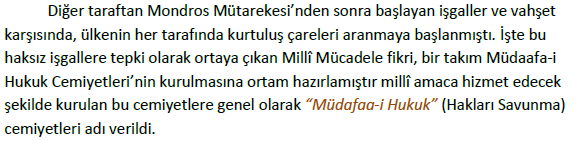 Diğer taraftan Mondros Mütarekesi’nden sonra başlayan işgaller ve vahşet
karşısında, ülkenin her tarafında kurtuluş çareleri aranmaya başlanmıştı. İşte bu
haksız işgallere tepki olarak ortaya çıkan Millî Mücadele fikri, bir takım Müdaafa-i
Hukuk Cemiyetleri’nin kurulmasına ortam hazırlamıştır millî amaca hizmet edecek
şekilde kurulan bu cemiyetlere genel olarak “Müdafaa-i Hukuk” (Hakları Savunma)
cemiyetleri adı verildi.